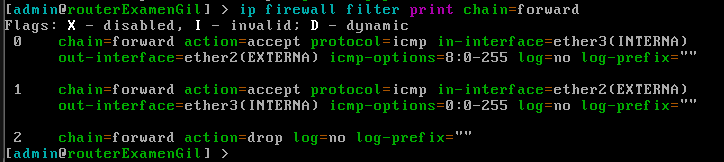 [admin@routerExamenGil] > ip firewall filter print chain=forward
Flags: X - disabled, I - invalid; D - dynamic
0 chain=forward action=accept protocol=icmp in-interface=ether3(INTERNA)
out-interface=ether2(EXTERNA) icmp-options=8:0-255 log=no log-prefix=""
1 chain=forward action=accept protocol=icmp in-interface=ether2(EXTERNA)
out-interface=ether3(INTERNA) icmp-options=0:0-255 log=no log-prefix=""
2 chain=forward action=drop log=no log-prefix=""
[admin@routerExamenGil] >